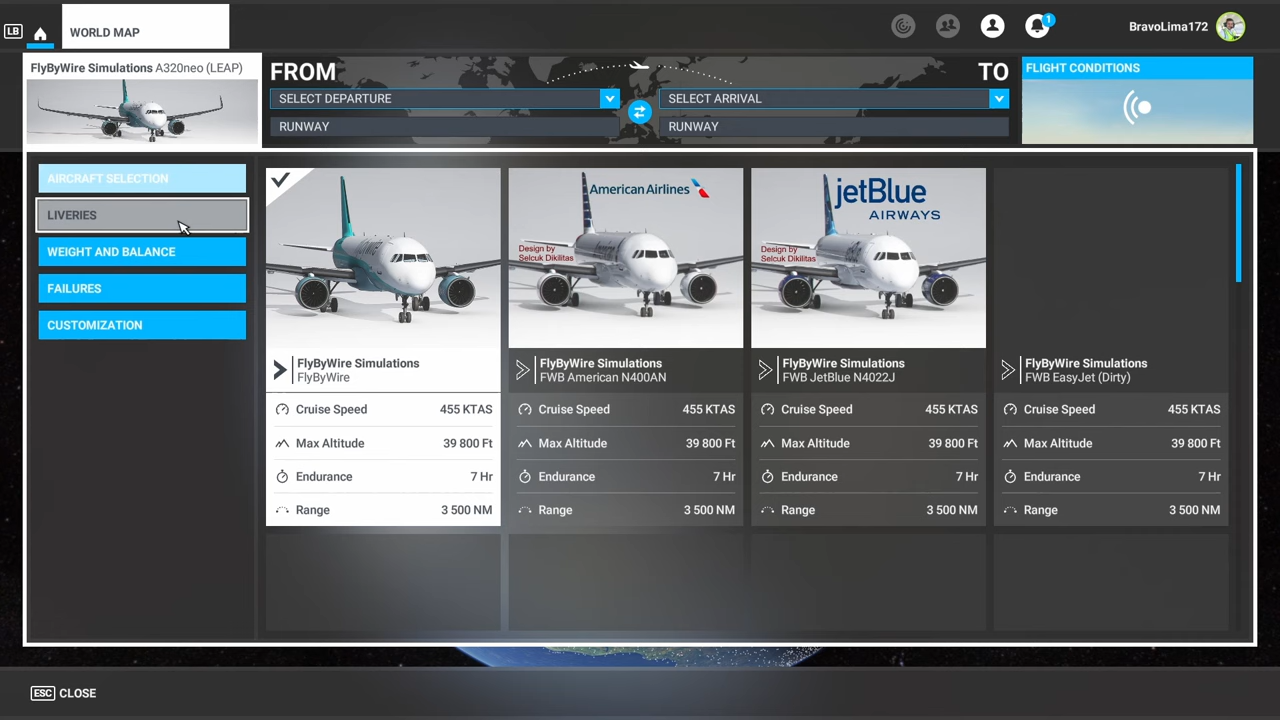 LB
WORLD MAP
1
BravoLima172
FlyByWire Simulations A320neo (LEAP)
FROM
TO
SELECT DEPARTURE
SELECT ARRIVAL
RUNWAY
RUNWAY
FLIGHT CONDITIONS
AIRCRAFT SELECTION
LIVERIES
WEIGHT AND BALANCE
FAILURES
CUSTOMIZATION
FlyByWire Simulations
FlyByWire
Cruise Speed 455 KTAS
Max Altitude 39 800 Ft
Endurance 7 Hr
Range 3 500 NM
American Airlines
Design by
Selcuk Dikilitas
FlyByWire Simulations
FWB American N400AN
Cruise Speed 455 KTAS
Max Altitude 39 800 Ft
Endurance 7 Hr
Range 3 500 NM
jetBlue
AIRWAYS
Design by
Selcuk Dikilitas
FlyByWire Simulations
FWB JetBlue N4022J
Cruise Speed 455 KTAS
Max Altitude 39 800 Ft
Endurance 7 Hr
Range 3 500 NM
FlyByWire Simulations
FWB EasyJet (Dirty)
Cruise Speed 455 KTAS
Max Altitude 39 800 Ft
Endurance 7 Hr
Range 3 500 NM
ESC CLOSE